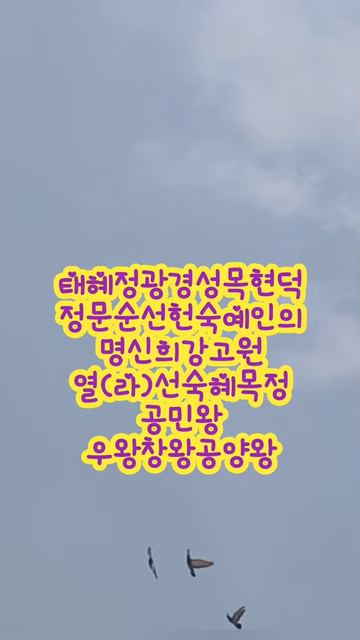 태혜정광경성목현덕
정문순선헌숙예인의
명신희강고원
열(라)선숙혜목정
공민왕
우왕창왕공양왕